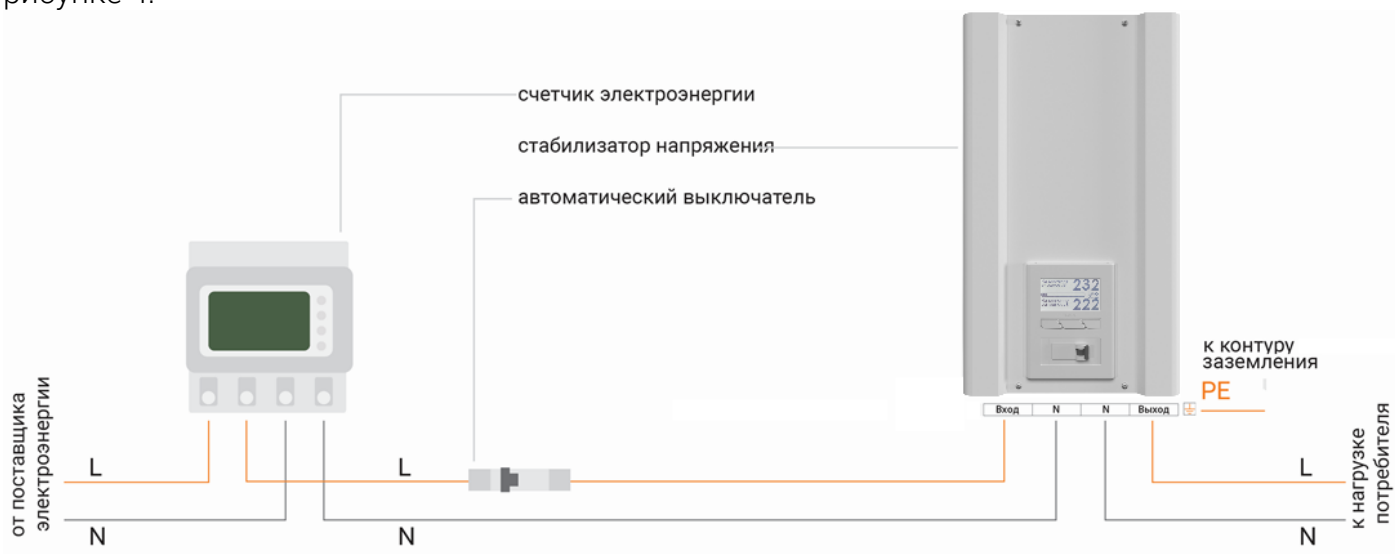 рисунке 4.
счетчик электроэнергии
стабилизатор напряжения
автоматический выключатель
232
222
к контуру
заземления
PE
Вход N N Выход
от поставщика
электроэнергии
L
L
L
N
N
N
к нагрузке
потребителя